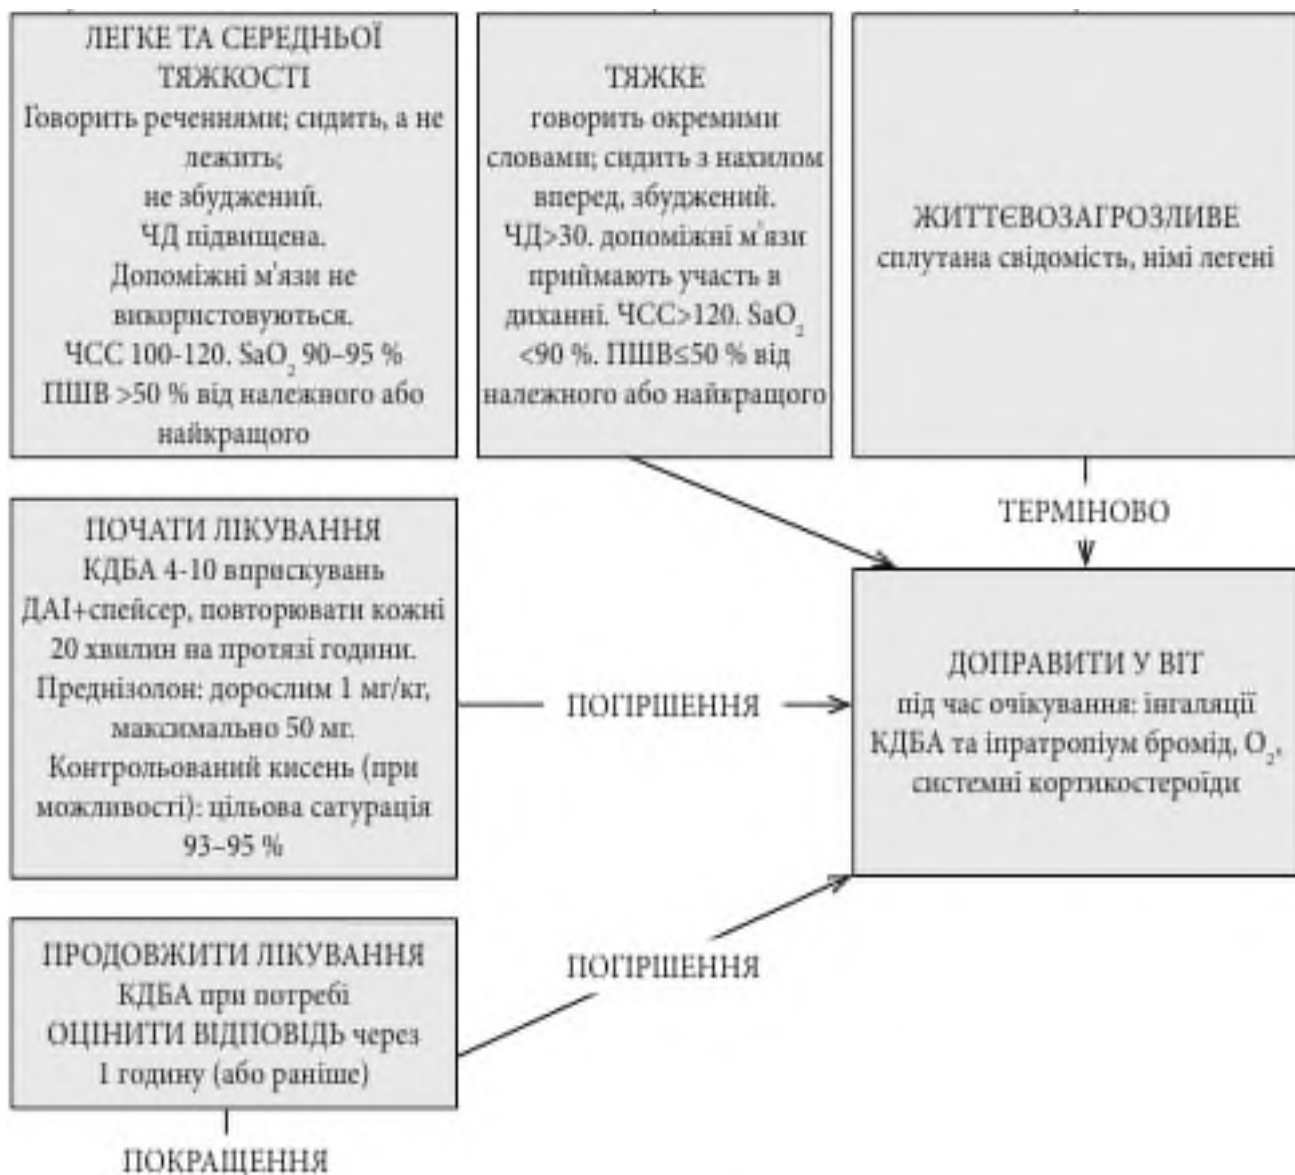 ЛЕГКЕ ТА СЕРЕДНЬОЇ
ТЯЖКОСТІ
Говорить реченнями; сидить, а не
лежить;
не збуджений.
ЧД підвищена.
Допоміжні м'язи не
використовуються.
ЧСС 100-120. SaO₂ 90–95 %
ПШВ >50 % від належного або
найкращого
ТЯЖКЕ
говорить окремими
словами; сидить з нахилом
вперед, збуджений.
ЧД>30. допоміжні м'язи
приймають участь в
диханні. ЧСС>120. SaO₂
<90 %. ПШВ≤50 % від
належного або найкращого
ЖИТТЄВОЗАГРОЗЛИВЕ
сплутана свідомість, німі легені
ТЕРМІНОВО
ПОЧАТИ ЛІКУВАННЯ
КДБА 4-10 вприскувань
ДАІ+спейсер, повторювати кожні
20 хвилин на протязі години.
Преднізолон: дорослим 1 мг/кг,
максимально 50 мг.
Контрольований кисень (при
можливості): цільова сатурація
93–95 %
ПОГІРШЕННЯ
ДОПРАВИТИ У ВІТ
під час очікування: інгаляції
КДБА та іпратропіум бромід, O₂,
системні кортикостероїди
ПРОДОВЖИТИ ЛІКУВАННЯ
КДБА при потребі
ОЦІНИТИ ВІДПОВІДЬ через
1 годину (або раніше)
ПОГІРШЕННЯ
ПОКРАЩЕННЯ